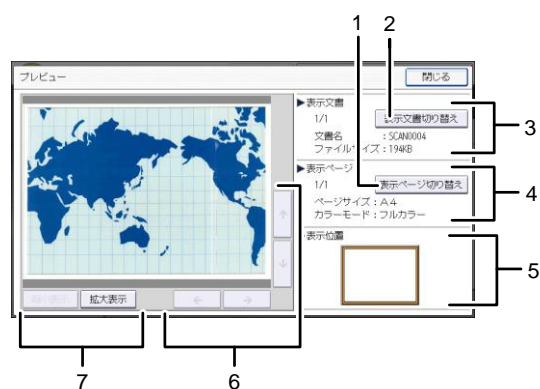 1
2
プレビュー
閉じる
▶表示文書
1/1
表示文書切り替え
文書名 : SCAN0004
ファイルサイズ : 194KB
3
▶表示ページ
1/1
表示ページ切り替え
ページサイズ : A4
カラーモード : フルカラー
4
表示位置
5
↑
↓
縮小表示
拡大表示
←
→
7
6